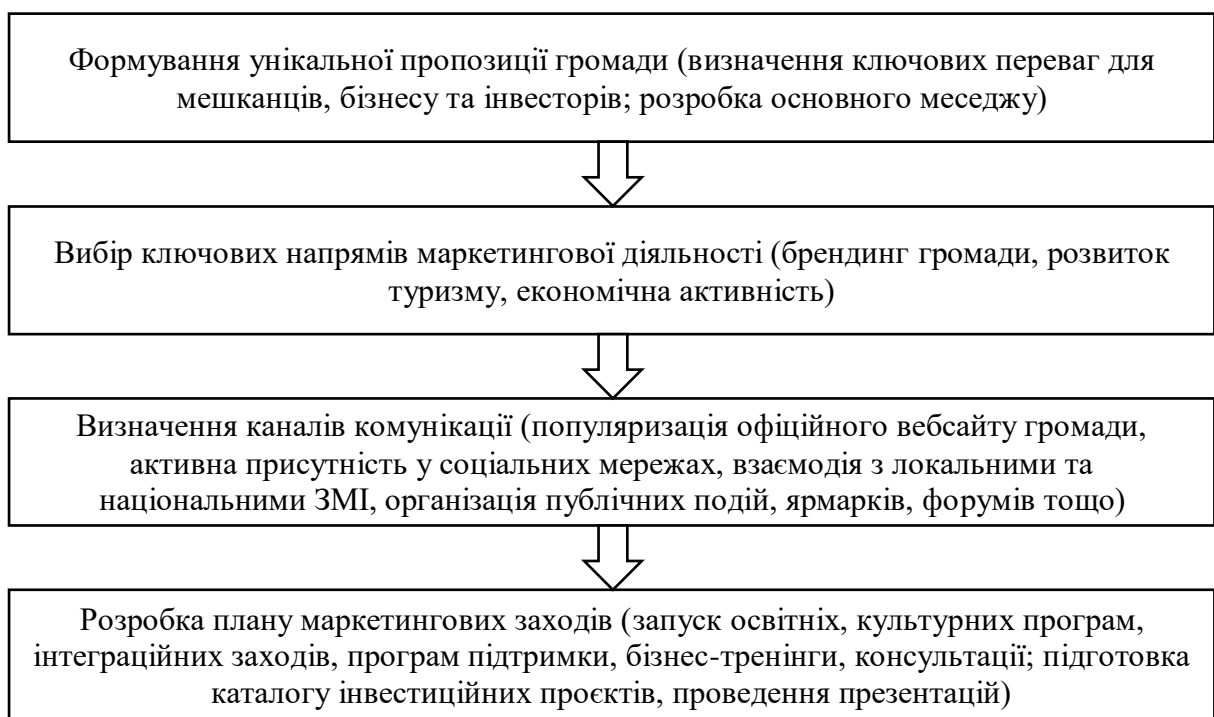 Формування унікальної пропозиції громади (визначення ключових переваг для
мешканців, бізнесу та інвесторів; розробка основного меседжу)
Вибір ключових напрямів маркетингової діяльності (брендинг громади, розвиток
туризму, економічна активність)
Визначення каналів комунікації (популяризація офіційного вебсайту громади,
активна присутність у соціальних мережах, взаємодія з локальними та
національними ЗМІ, організація публічних подій, ярмарків, форумів тощо)
Розробка плану маркетингових заходів (запуск освітніх, культурних програм,
інтеграційних заходів, програм підтримки, бізнес-тренінги, консультації; підготовка
каталогу інвестиційних проєктів, проведення презентацій)